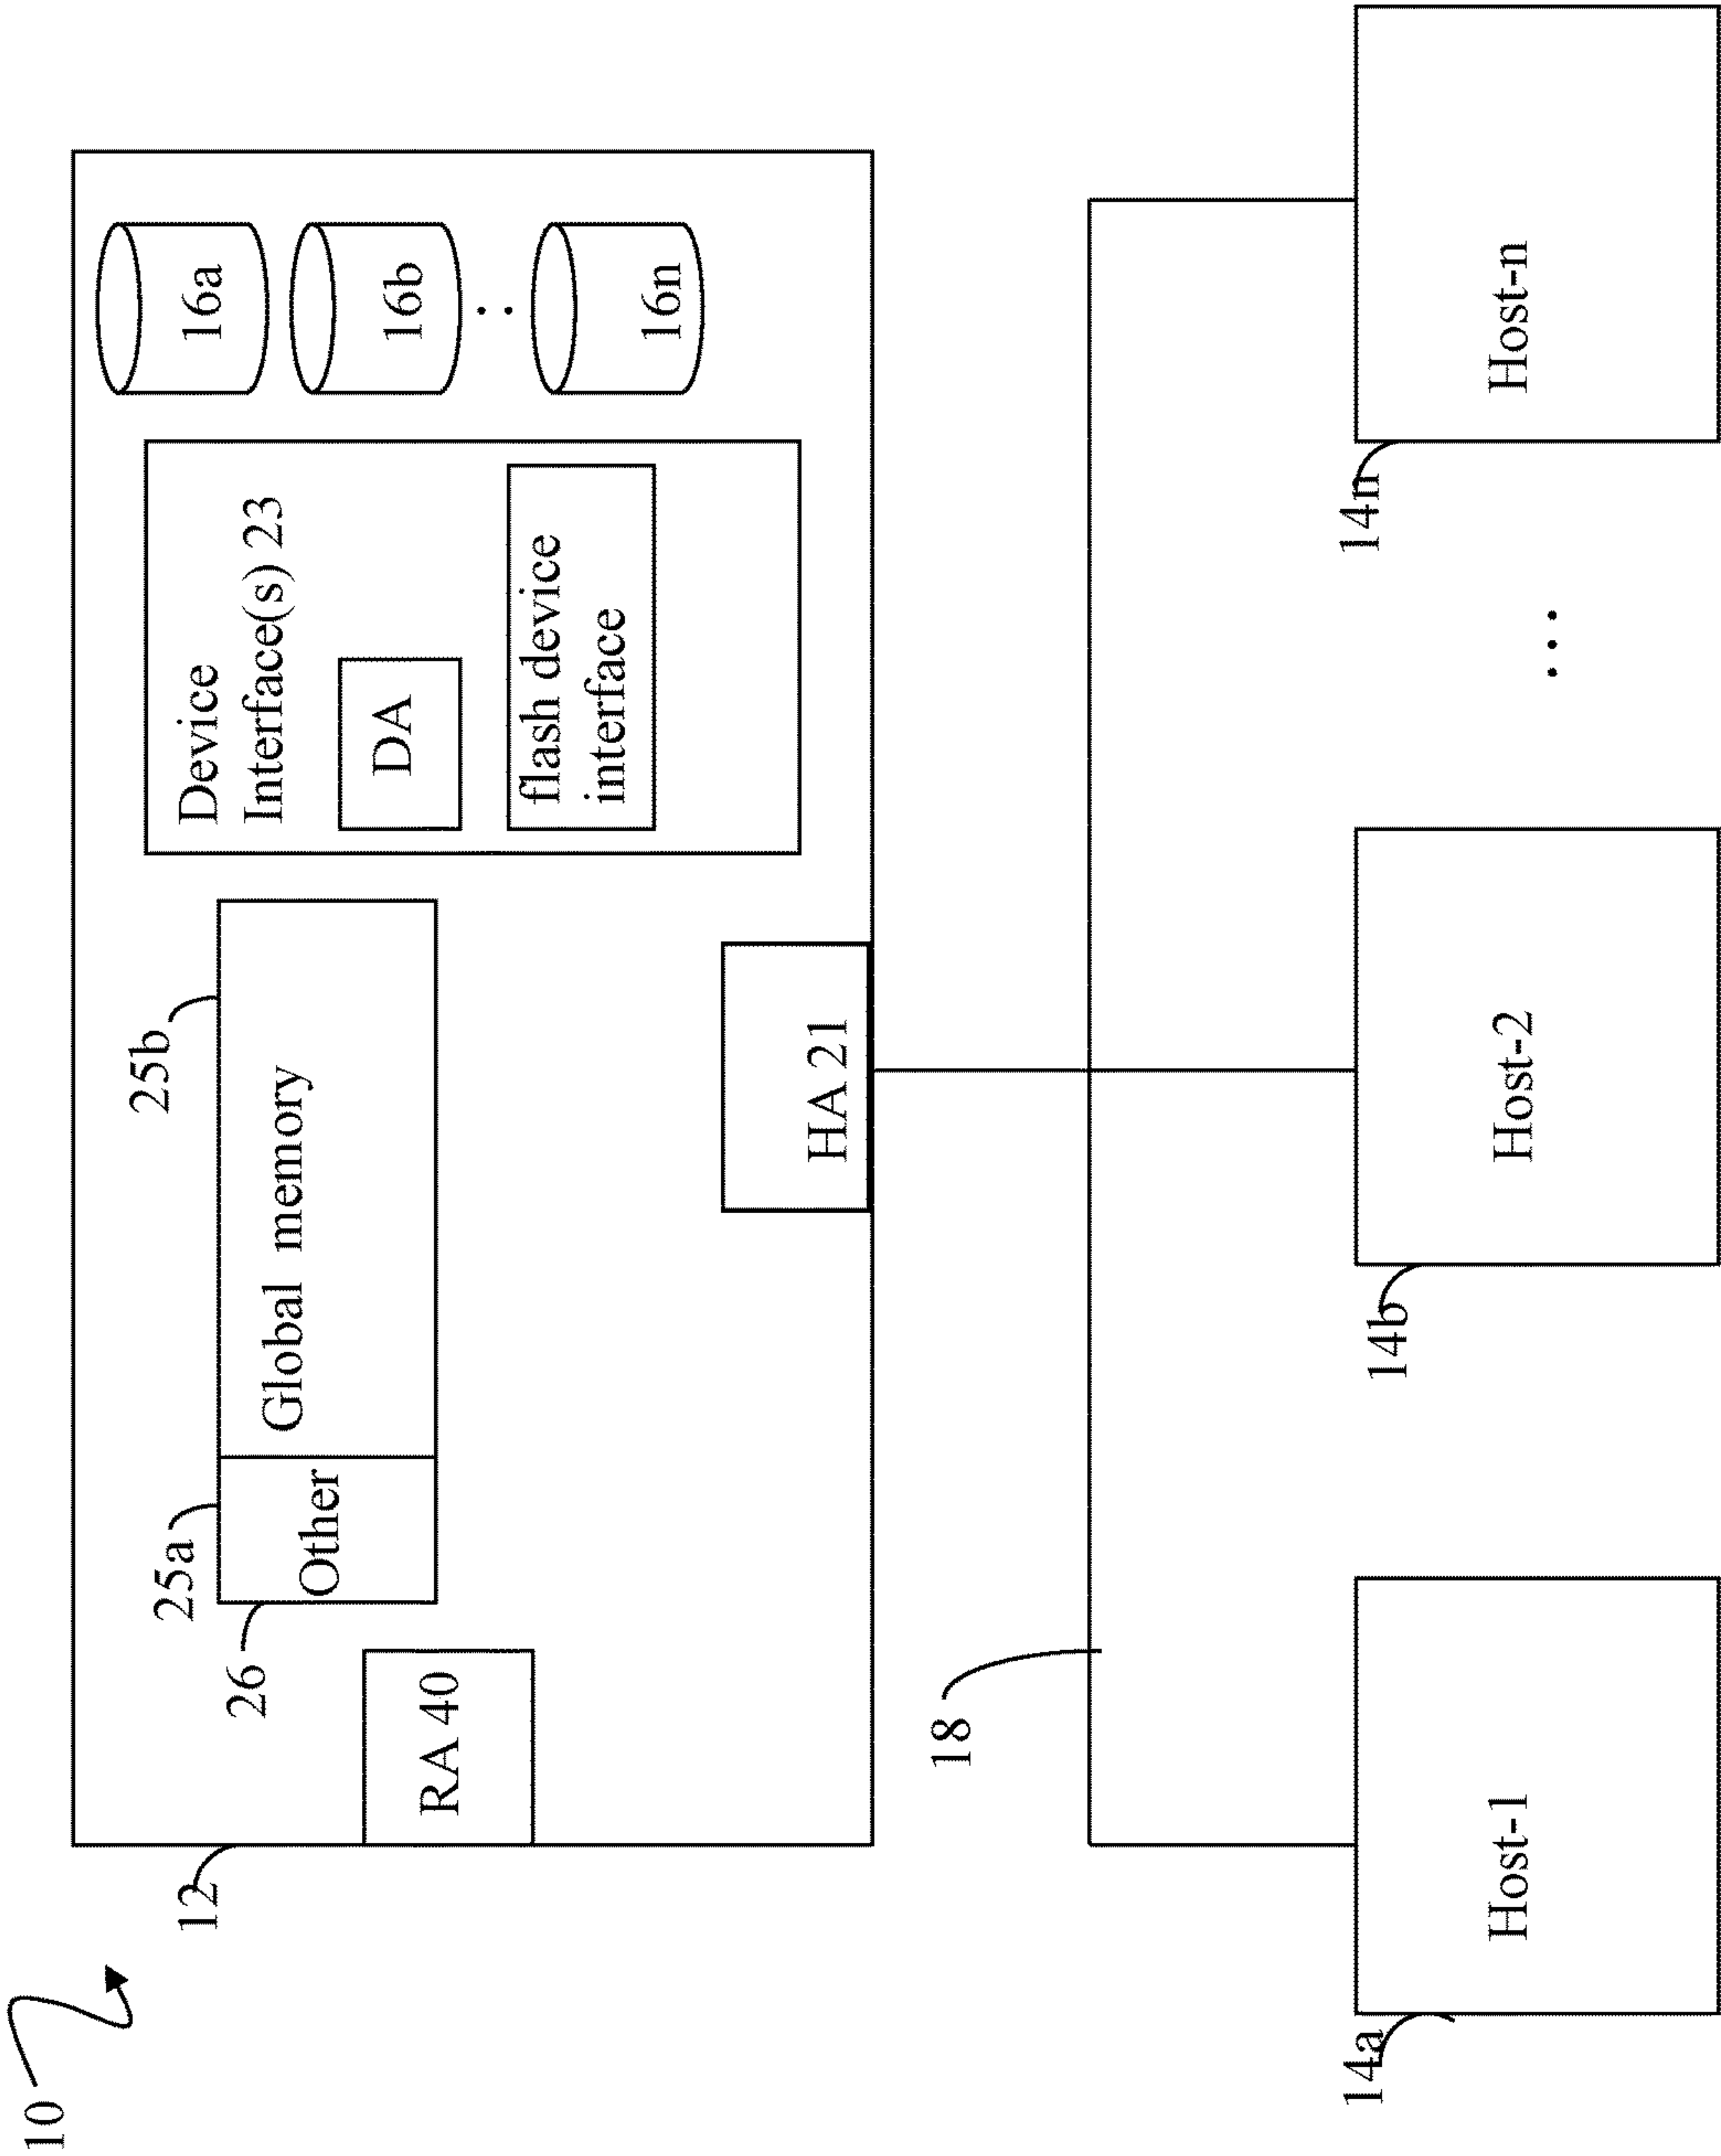 10
12
RA 40
26
25a
Other
25b
Global memory
HA 21
Device
Interface(s) 23
DA
flash device
interface
16a
16b
:
16n
18
14a
Host-1
14b
Host-2
...
14n
Host-n